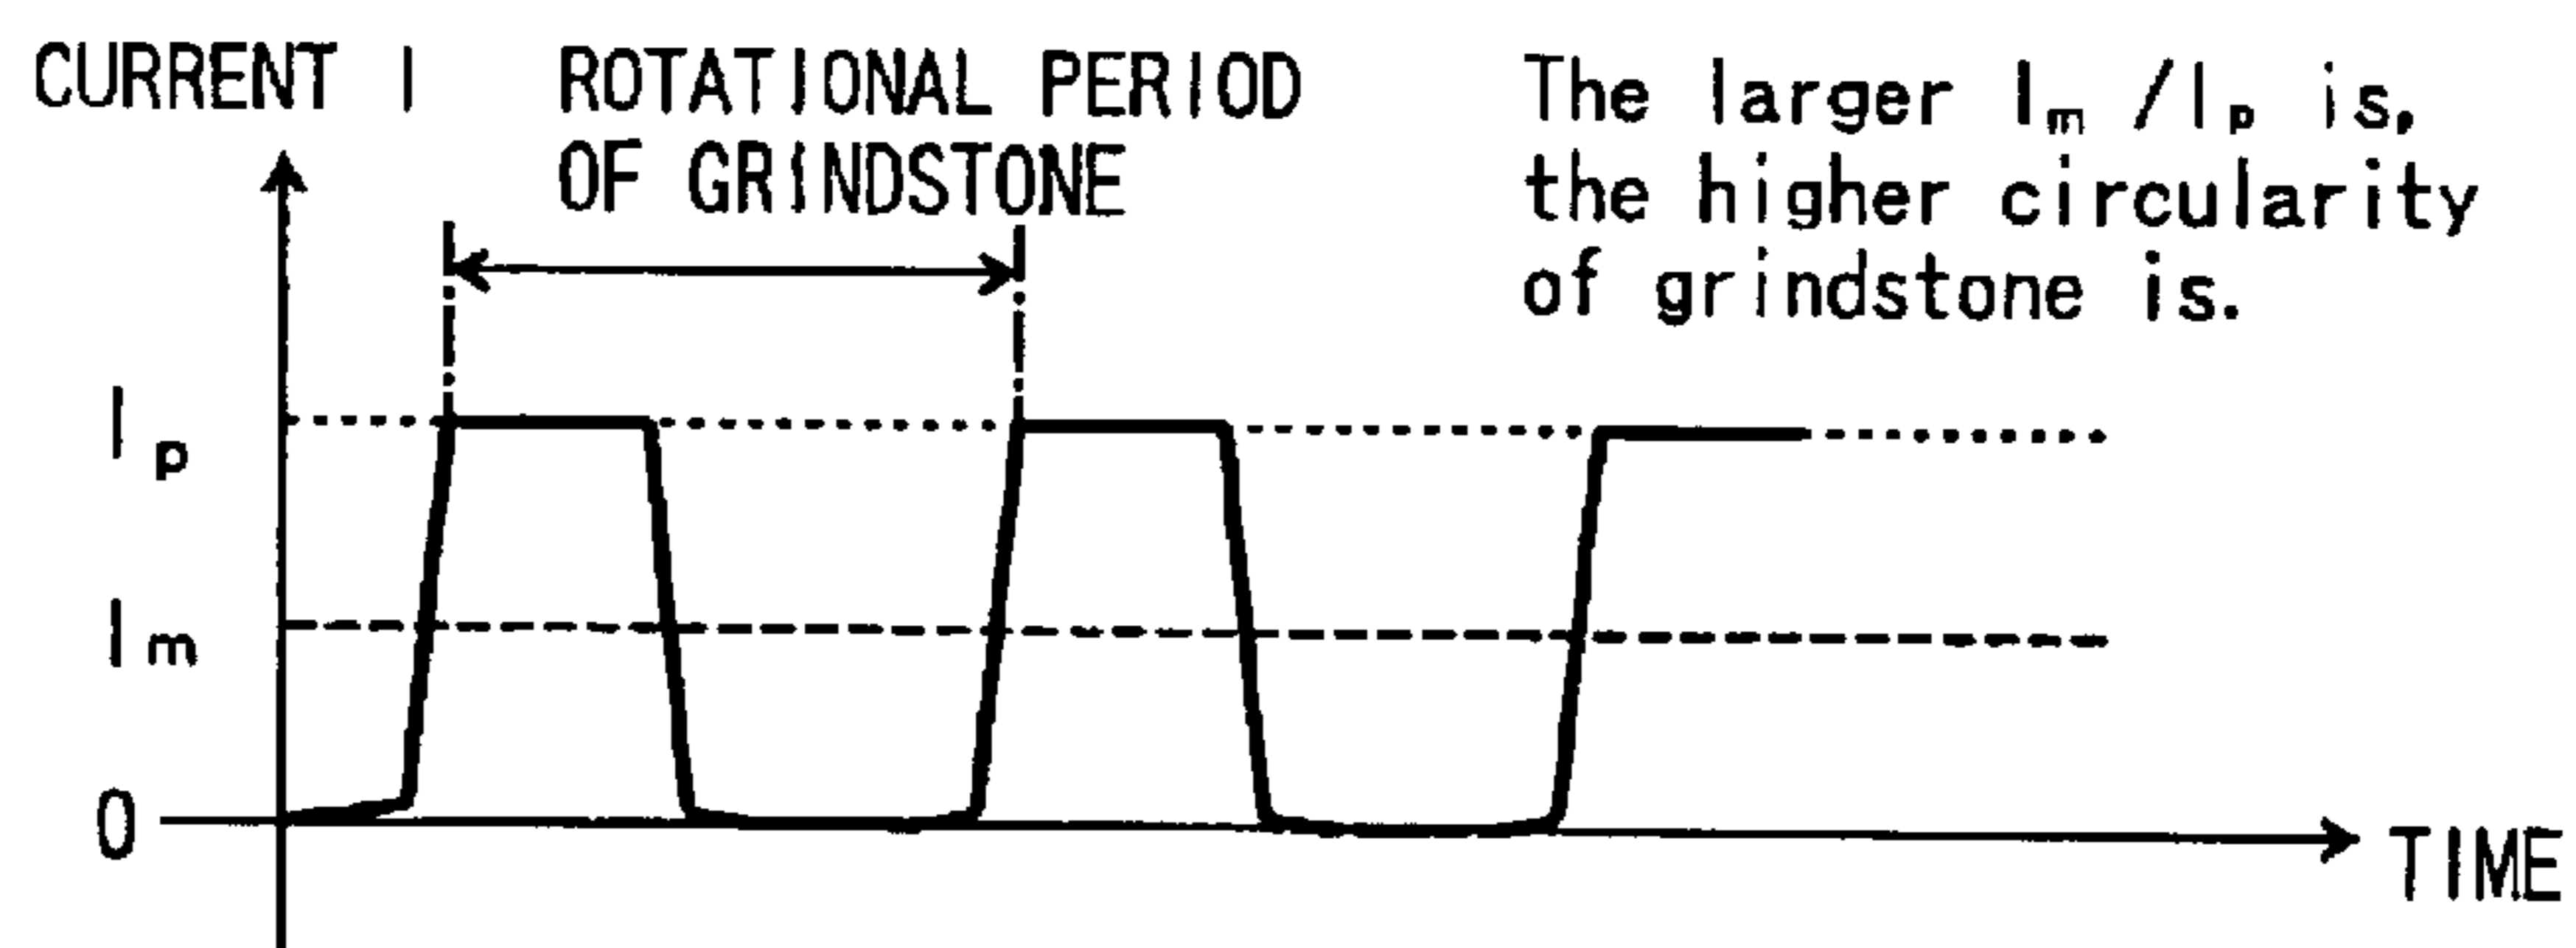 CURRENT I
ROTATIONAL PERIOD
OF GRINDSTONE
The larger Im /Ip is,
the higher circularity
of grindstone is.
Ip
Im
0
TIME